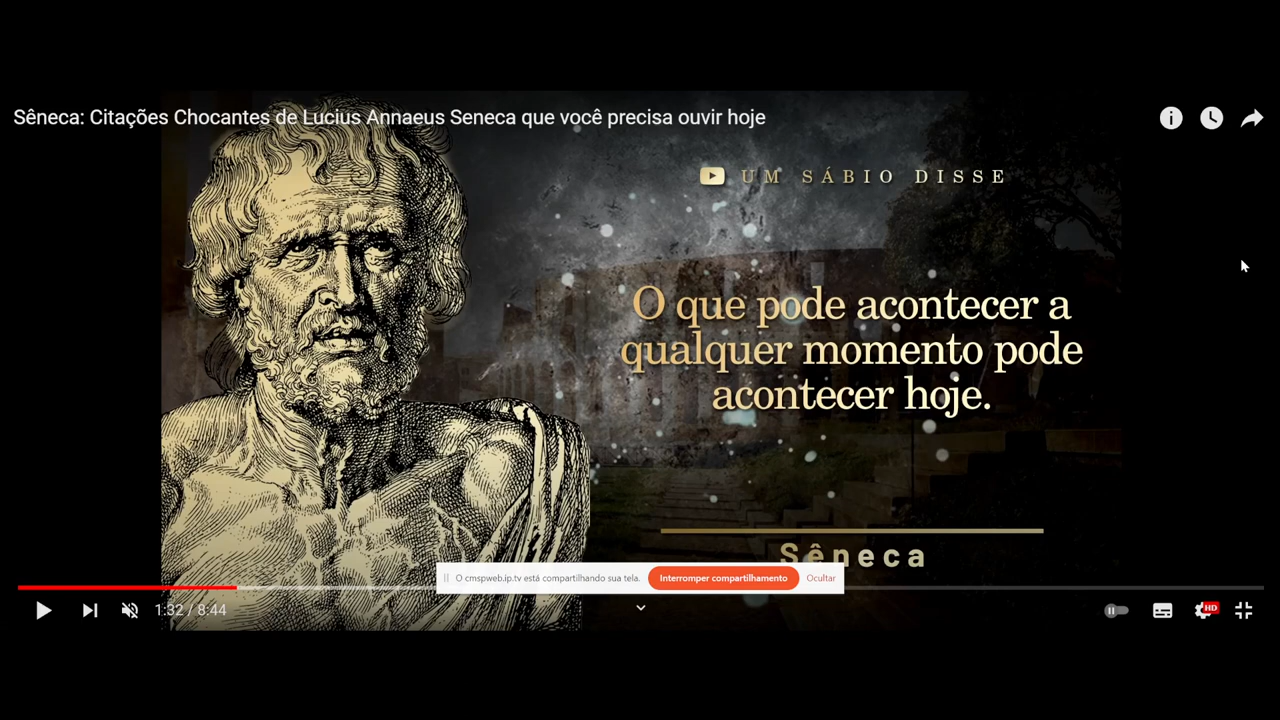 Sêneca: Citações Chocantes de Lucius Annaeus Seneca que você precisa ouvir hoje
UM SÁBIO DISSE
O que pode acontecer a
qualquer momento pode
acontecer hoje.
Sêneca
O cmspweb.ip.tv está compartilhando sua tela. Interromper compartilhamento Ocultar
1:32 / 8:44
HD